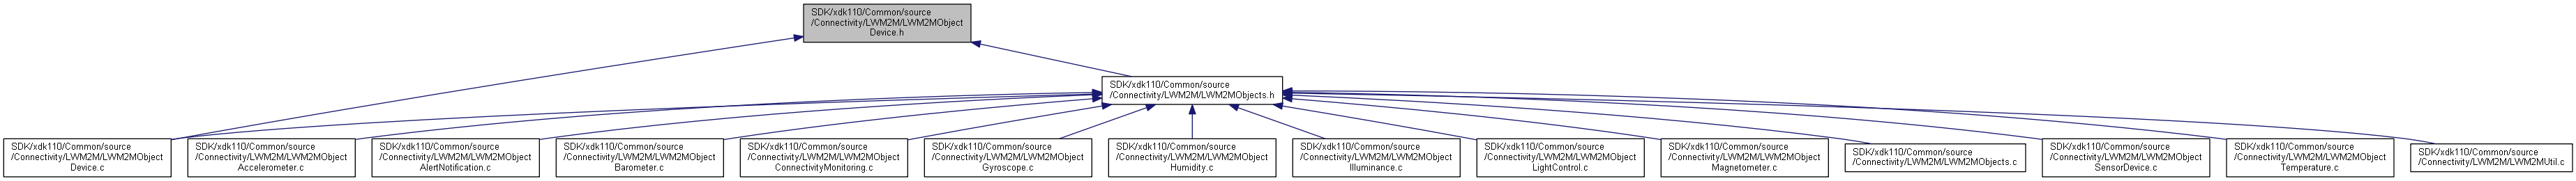 SDK/xdk110/Common/source
/Connectivity/LWM2M/LWM2MObject
Device.h
SDK/xdk110/Common/source
/Connectivity/LWM2M/LWM2MObjects.h
SDK/xdk110/Common/source
/Connectivity/LWM2M/LWM2MObject
Device.c
SDK/xdk110/Common/source
/Connectivity/LWM2M/LWM2MObject
Accelerometer.c
SDK/xdk110/Common/source
/Connectivity/LWM2M/LWM2MObject
AlertNotification.c
SDK/xdk110/Common/source
/Connectivity/LWM2M/LWM2MObject
Barometer.c
SDK/xdk110/Common/source
/Connectivity/LWM2M/LWM2MObject
ConnectivityMonitoring.c
SDK/xdk110/Common/source
/Connectivity/LWM2M/LWM2MObject
Gyroscope.c
SDK/xdk110/Common/source
/Connectivity/LWM2M/LWM2MObject
Humidity.c
SDK/xdk110/Common/source
/Connectivity/LWM2M/LWM2MObject
Illuminance.c
SDK/xdk110/Common/source
/Connectivity/LWM2M/LWM2MObject
LightControl.c
SDK/xdk110/Common/source
/Connectivity/LWM2M/LWM2MObject
Magnetometer.c
SDK/xdk110/Common/source
/Connectivity/LWM2M/LWM2MObjects.c
SDK/xdk110/Common/source
/Connectivity/LWM2M/LWM2MObject
SensorDevice.c
SDK/xdk110/Common/source
/Connectivity/LWM2M/LWM2MObject
Temperature.c
SDK/xdk110/Common/source
/Connectivity/LWM2M/LWM2MUtil.c